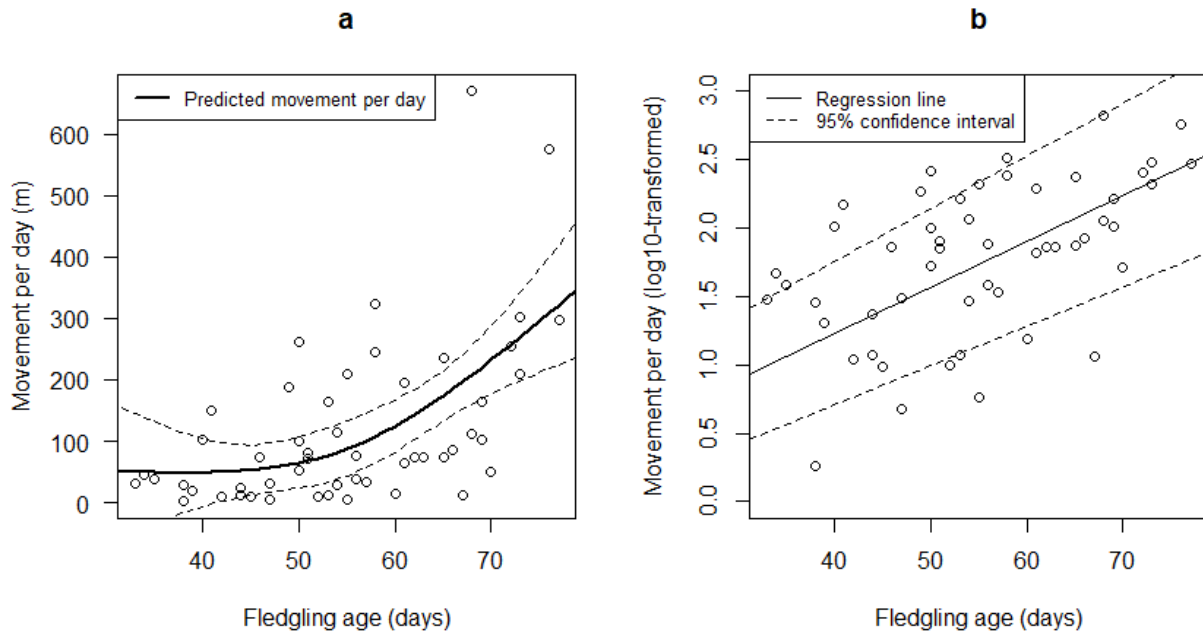 a
Predicted movement per day
Movement per day (m)
600
500
400
300
200
100
0
40 50 60 70
Fledgling age (days)
b
Regression line
95% confidence interval
Movement per day (log10-transformed)
3.0
2.5
2.0
1.5
1.0
0.5
0.0
40 50 60 70
Fledgling age (days)